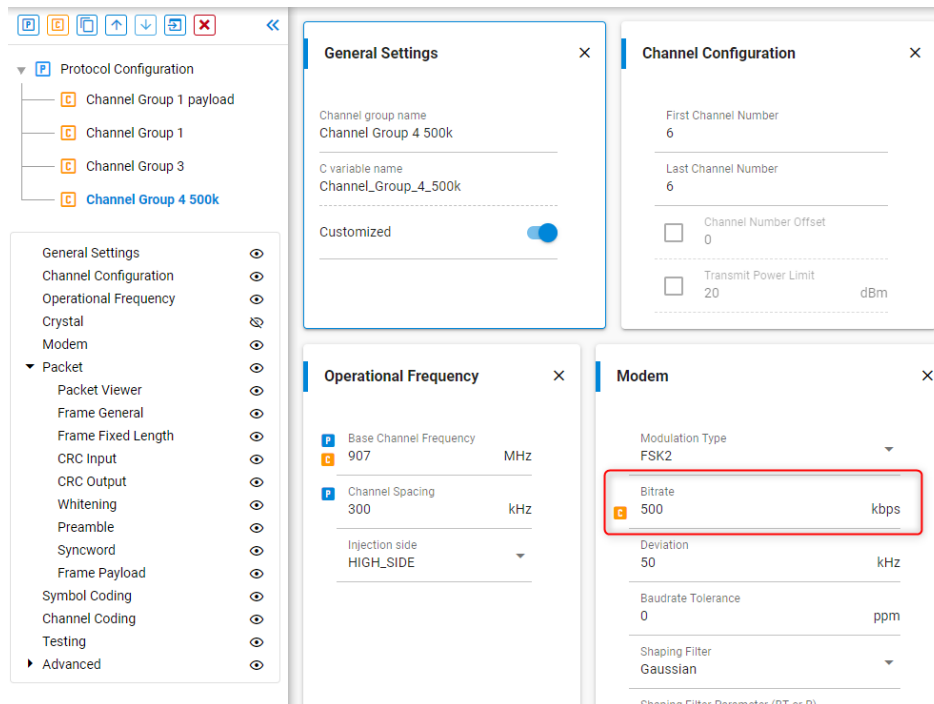 Protocol Configuration
Channel Group 1 payload
Channel Group 1
Channel Group 3
Channel Group 4 500k
General Settings
Channel Configuration
Operational Frequency
Crystal
Modem
Packet
Packet Viewer
Frame General
Frame Fixed Length
CRC Input
CRC Output
Whitening
Preamble
Syncword
Frame Payload
Symbol Coding
Channel Coding
Testing
Advanced
General Settings
Channel group name
Channel Group 4 500k
C variable name
Channel_Group_4_500k
Customized
Channel Configuration
First Channel Number
6
Last Channel Number
6
Channel Number Offset
0
Transmit Power Limit
20 dBm
Operational Frequency
P Base Channel Frequency
C 907 MHz
P Channel Spacing
300 kHz
Injection side
HIGH_SIDE
Modem
Modulation Type
FSK2
Bitrate
C 500 kbps
Deviation
50 kHz
Baudrate Tolerance
0 ppm
Shaping Filter
Gaussian
Shaping Filter Parameter (BT or R)